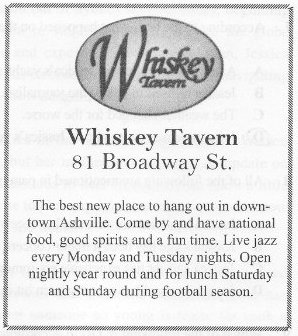 Whiskey
Tavern
Whiskey Tavern
81 Broadway St.
The best new place to hang out in down-
town Ashville. Come by and have national
food, good spirits and a fun time. Live jazz
every Monday and Tuesday nights. Open
nightly year round and for lunch Saturday
and Sunday during football season.